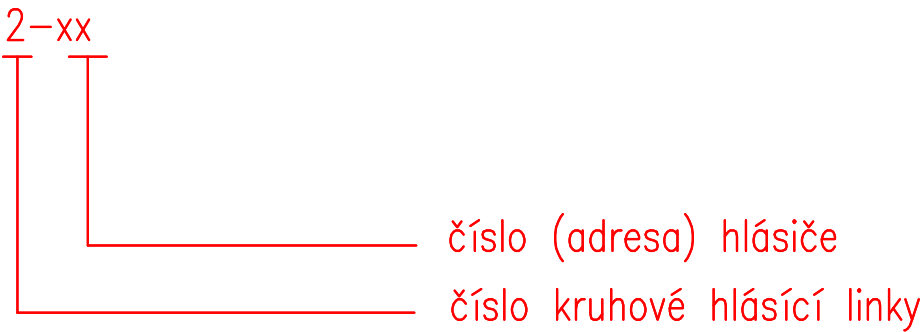 2-xx
číslo (adresa) hlásiče
číslo kruhové hlásící linky